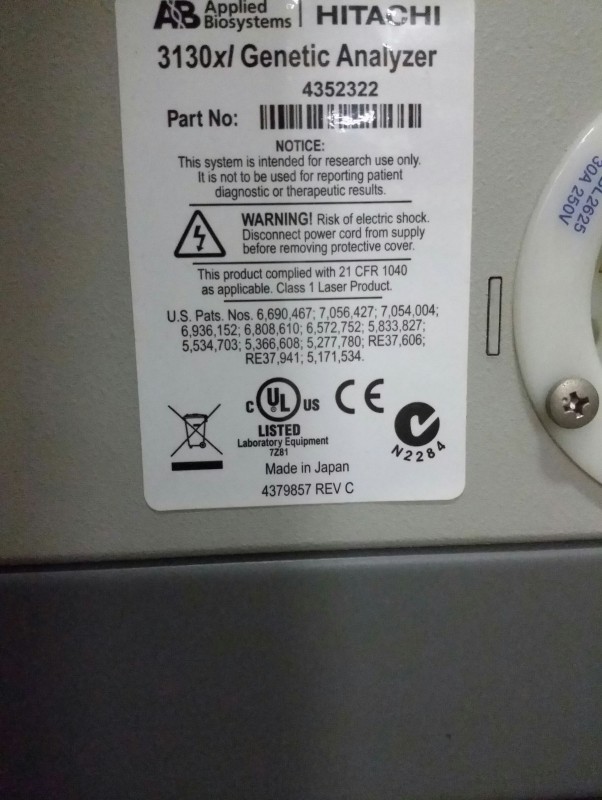 AB Applied Biosystems | HITACHI
3130xl Genetic Analyzer
4352322
Part No:
NOTICE:
This system is intended for research use only.
It is not to be used for reporting patient
diagnostic or therapeutic results.
WARNING! Risk of electric shock.
Disconnect power cord from supply
before removing protective cover.
This product complied with 21 CFR 1040
as applicable. Class 1 Laser Product.
U.S. Pats. Nos. 6,690,467; 7,056,427; 7,054,004;
6,936,152; 6,808,610; 6,572,752; 5,833,827;
5,534,703; 5,366,608; 5,277,780; RE37,606;
RE37,941; 5,171,534.
C UL US CE
LISTED
Laboratory Equipment
7Z81
N2284
Made in Japan
4379857 REV C
L2625
30A 250V